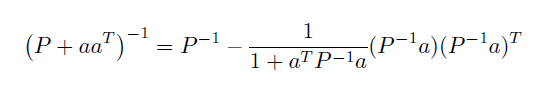 (P + aa^T)^{-1} = P^{-1} - \frac{1}{1 + a^T P^{-1} a}(P^{-1}a)(P^{-1}a)^T